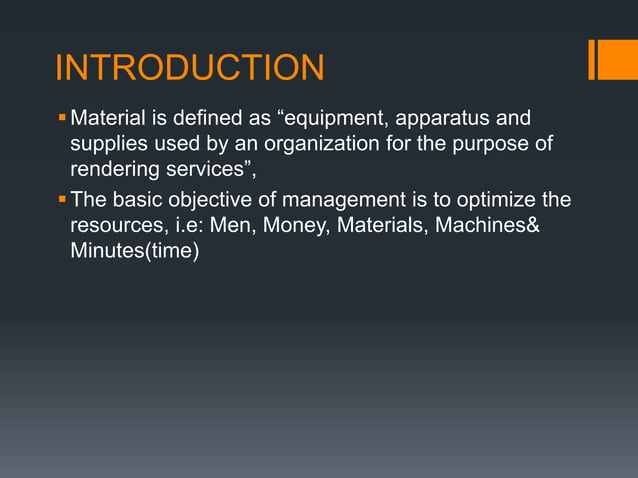 INTRODUCTION
▪Material is defined as “equipment, apparatus and
supplies used by an organization for the purpose of
rendering services”,
▪The basic objective of management is to optimize the
resources, i.e: Men, Money, Materials, Machines&
Minutes(time)